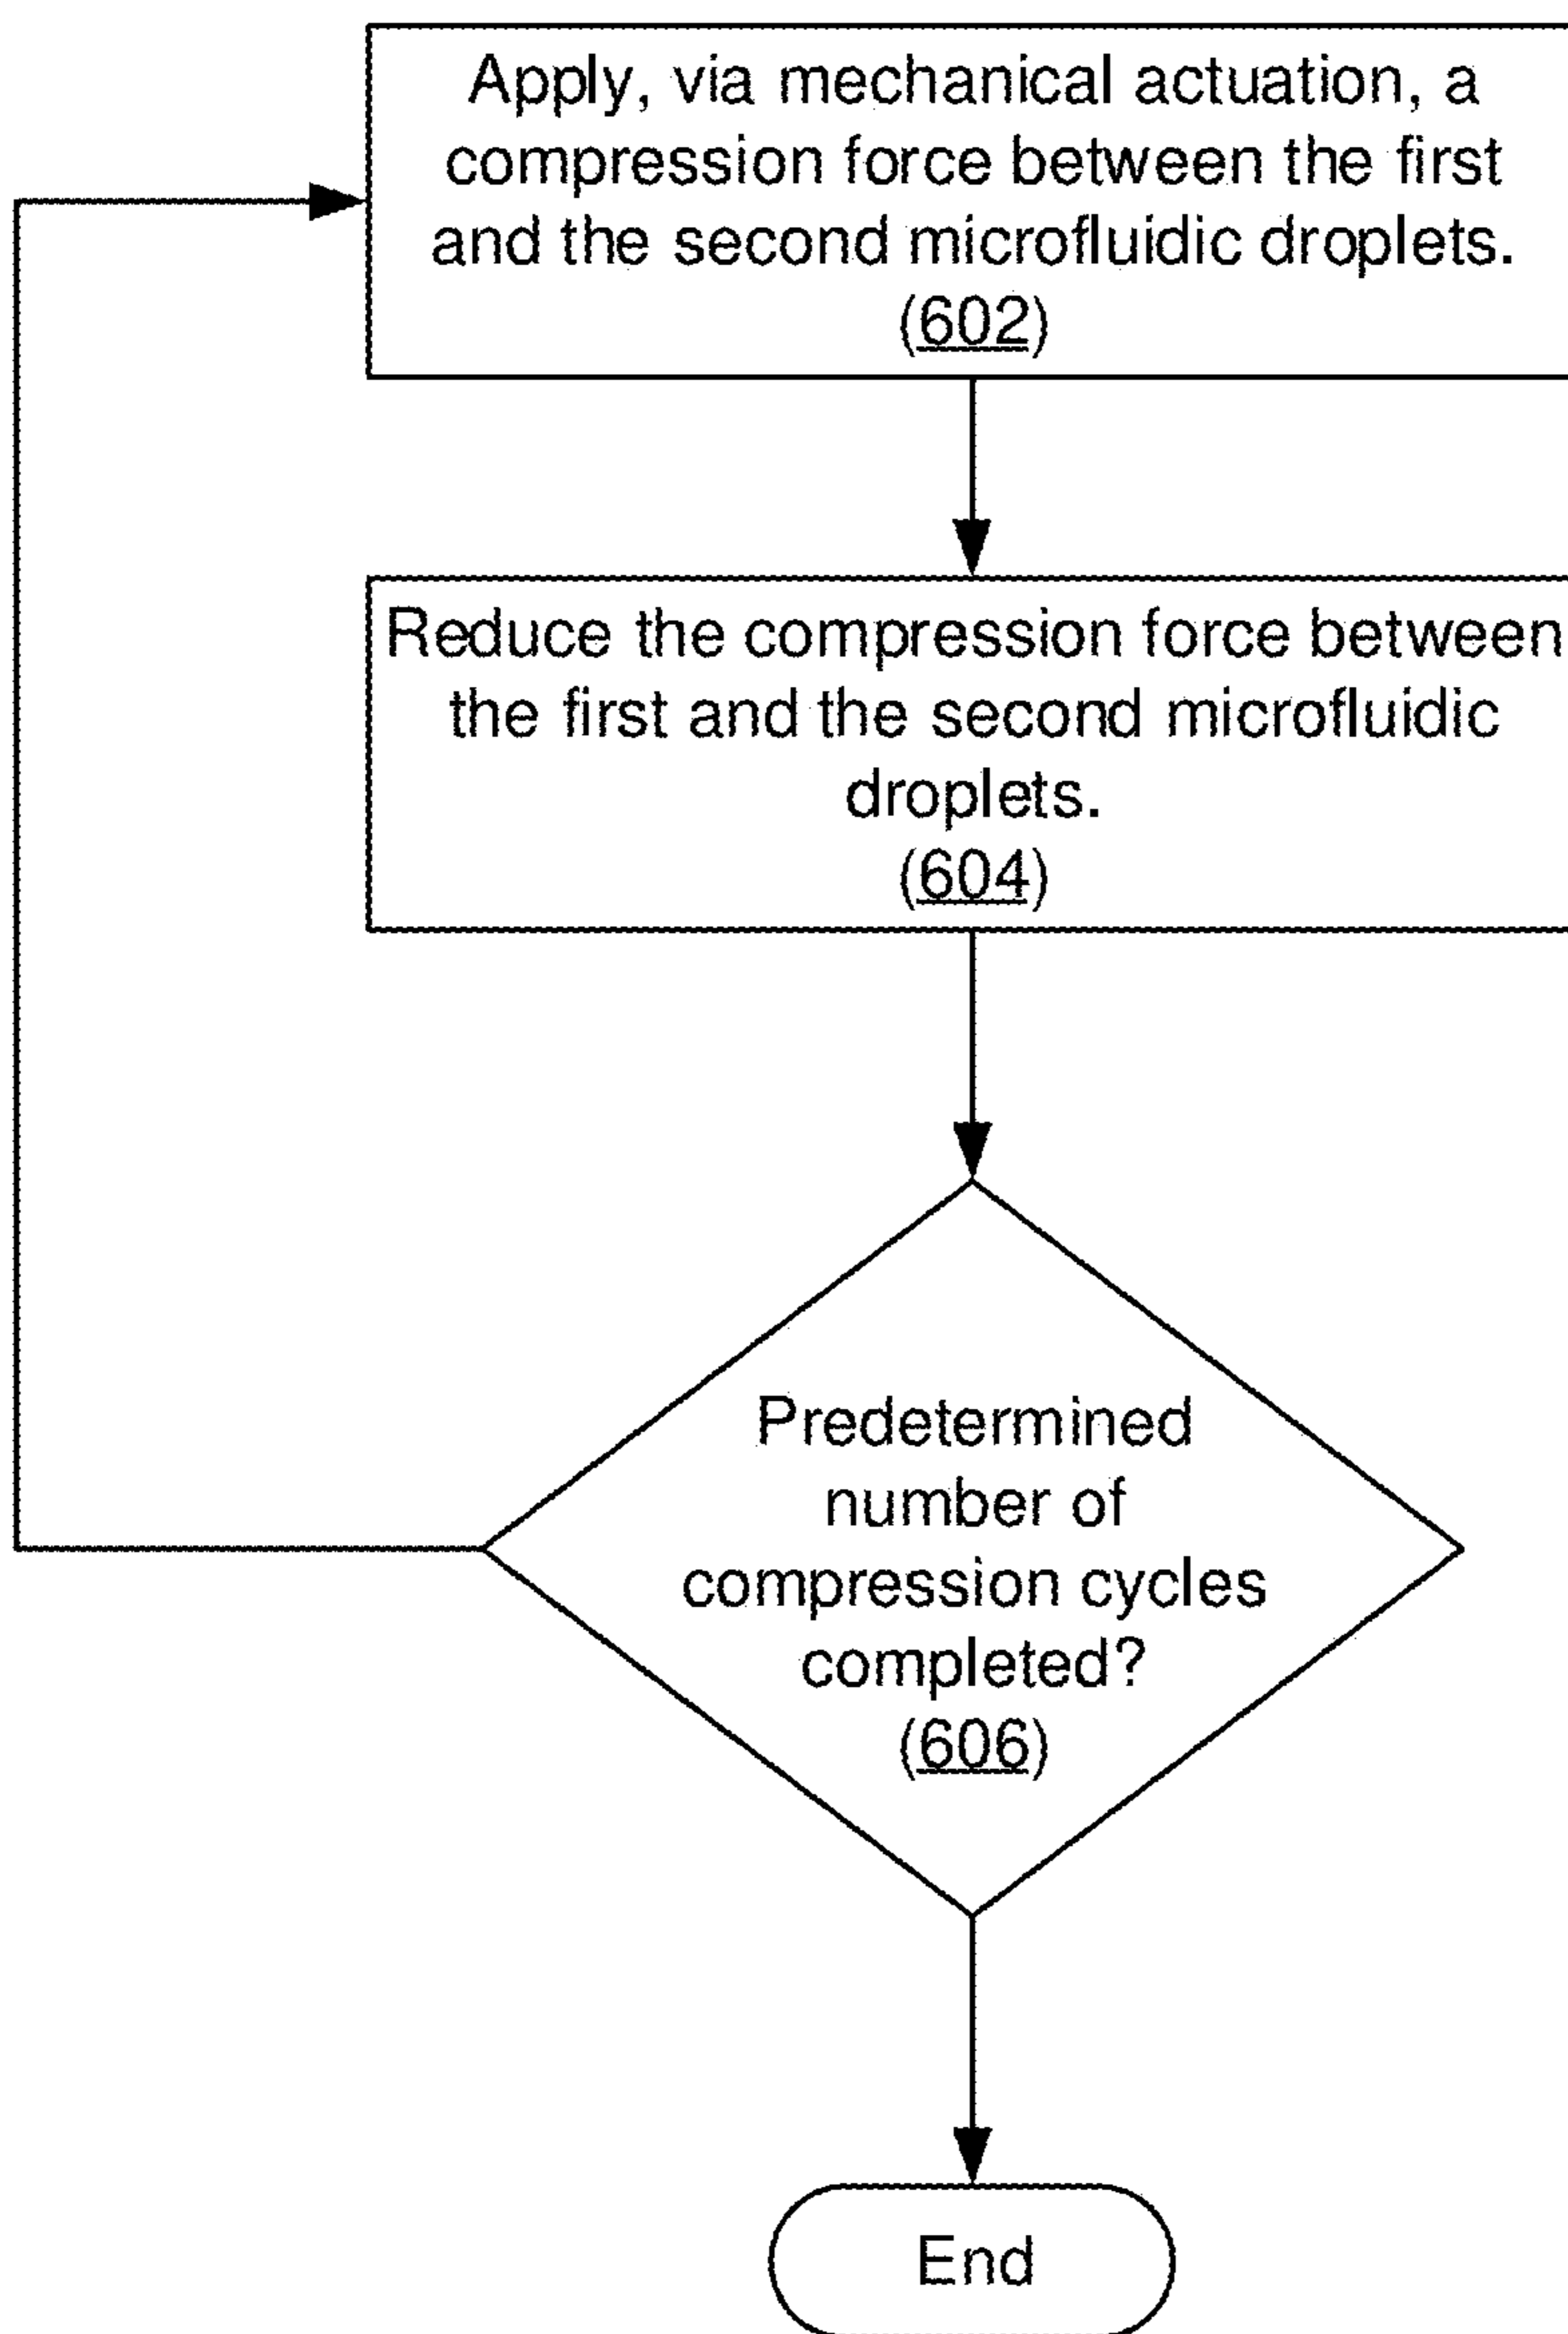 Apply, via mechanical actuation, a
compression force between the first
and the second microfluidic droplets.
(602)
Reduce the compression force between
the first and the second microfluidic
droplets.
(604)
Predetermined
number of
compression cycles
completed?
(606)
End